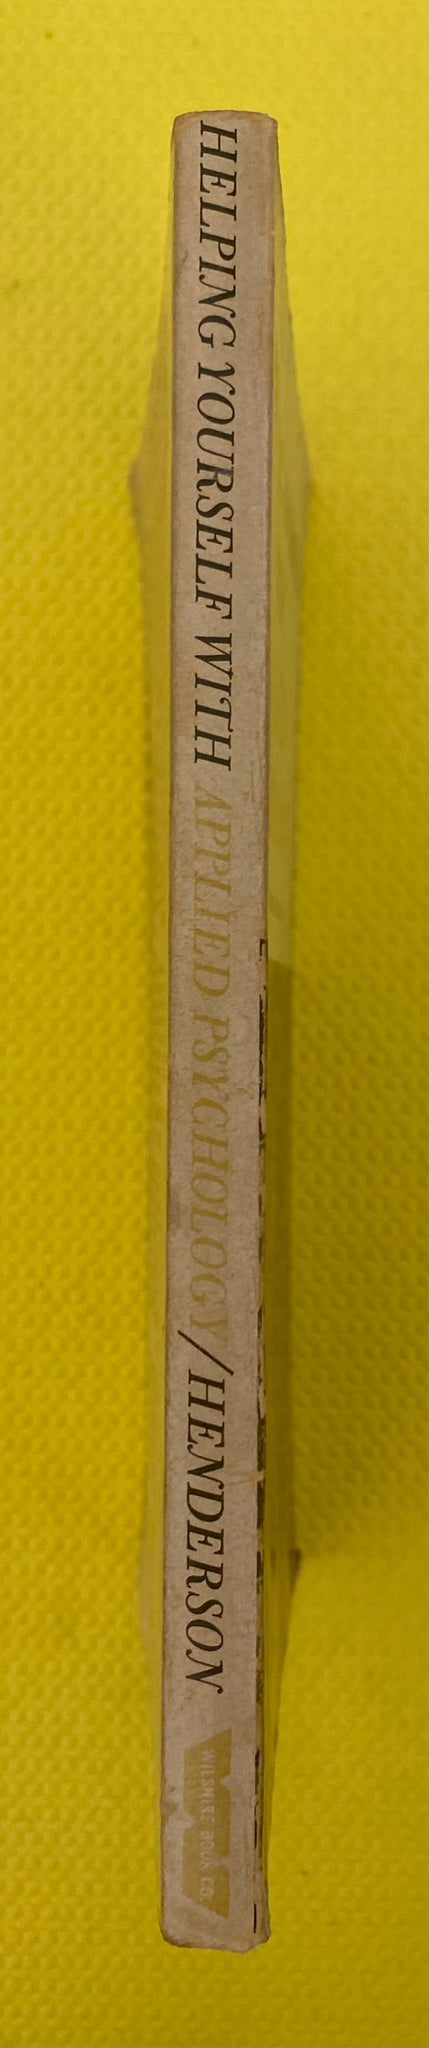 HELPING YOURSELF WITH APPLIED PSYCHOLOGY/HENDERSON
WILSHIRE BOOK CO.